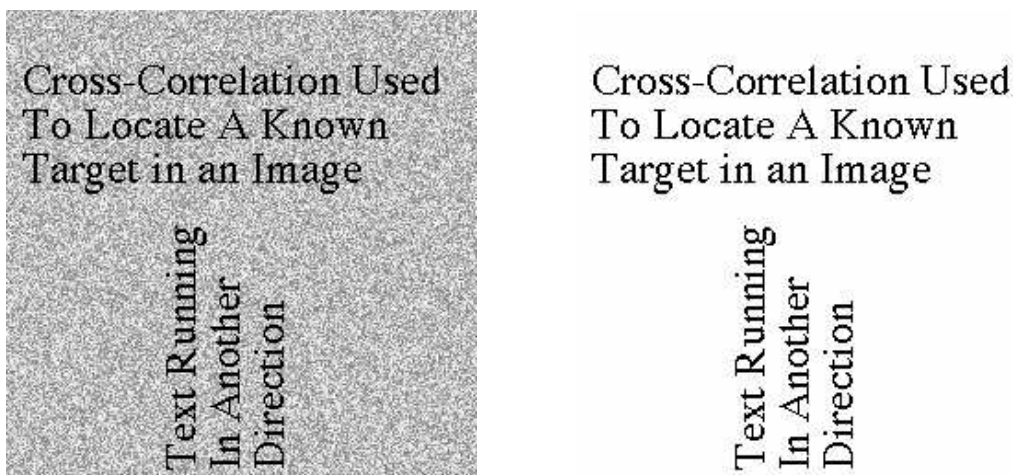 Cross-Correlation Used
To Locate A Known
Target in an Image
Text Running
In Another
Direction
Cross-Correlation Used
To Locate A Known
Target in an Image
Text Running
In Another
Direction